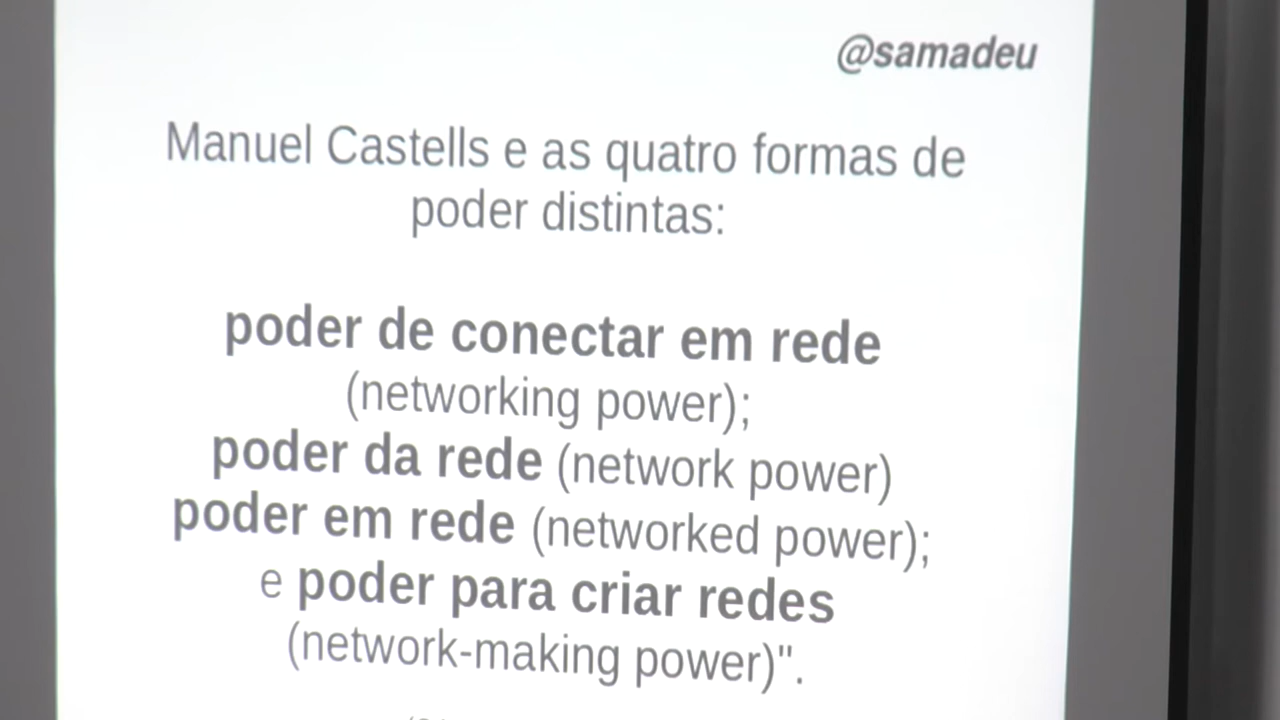 @samadeu
Manuel Castells e as quatro formas de
poder distintas:
poder de conectar em rede
(networking power);
poder da rede (network power)
poder em rede (networked power);
e poder para criar redes
(network-making power)".